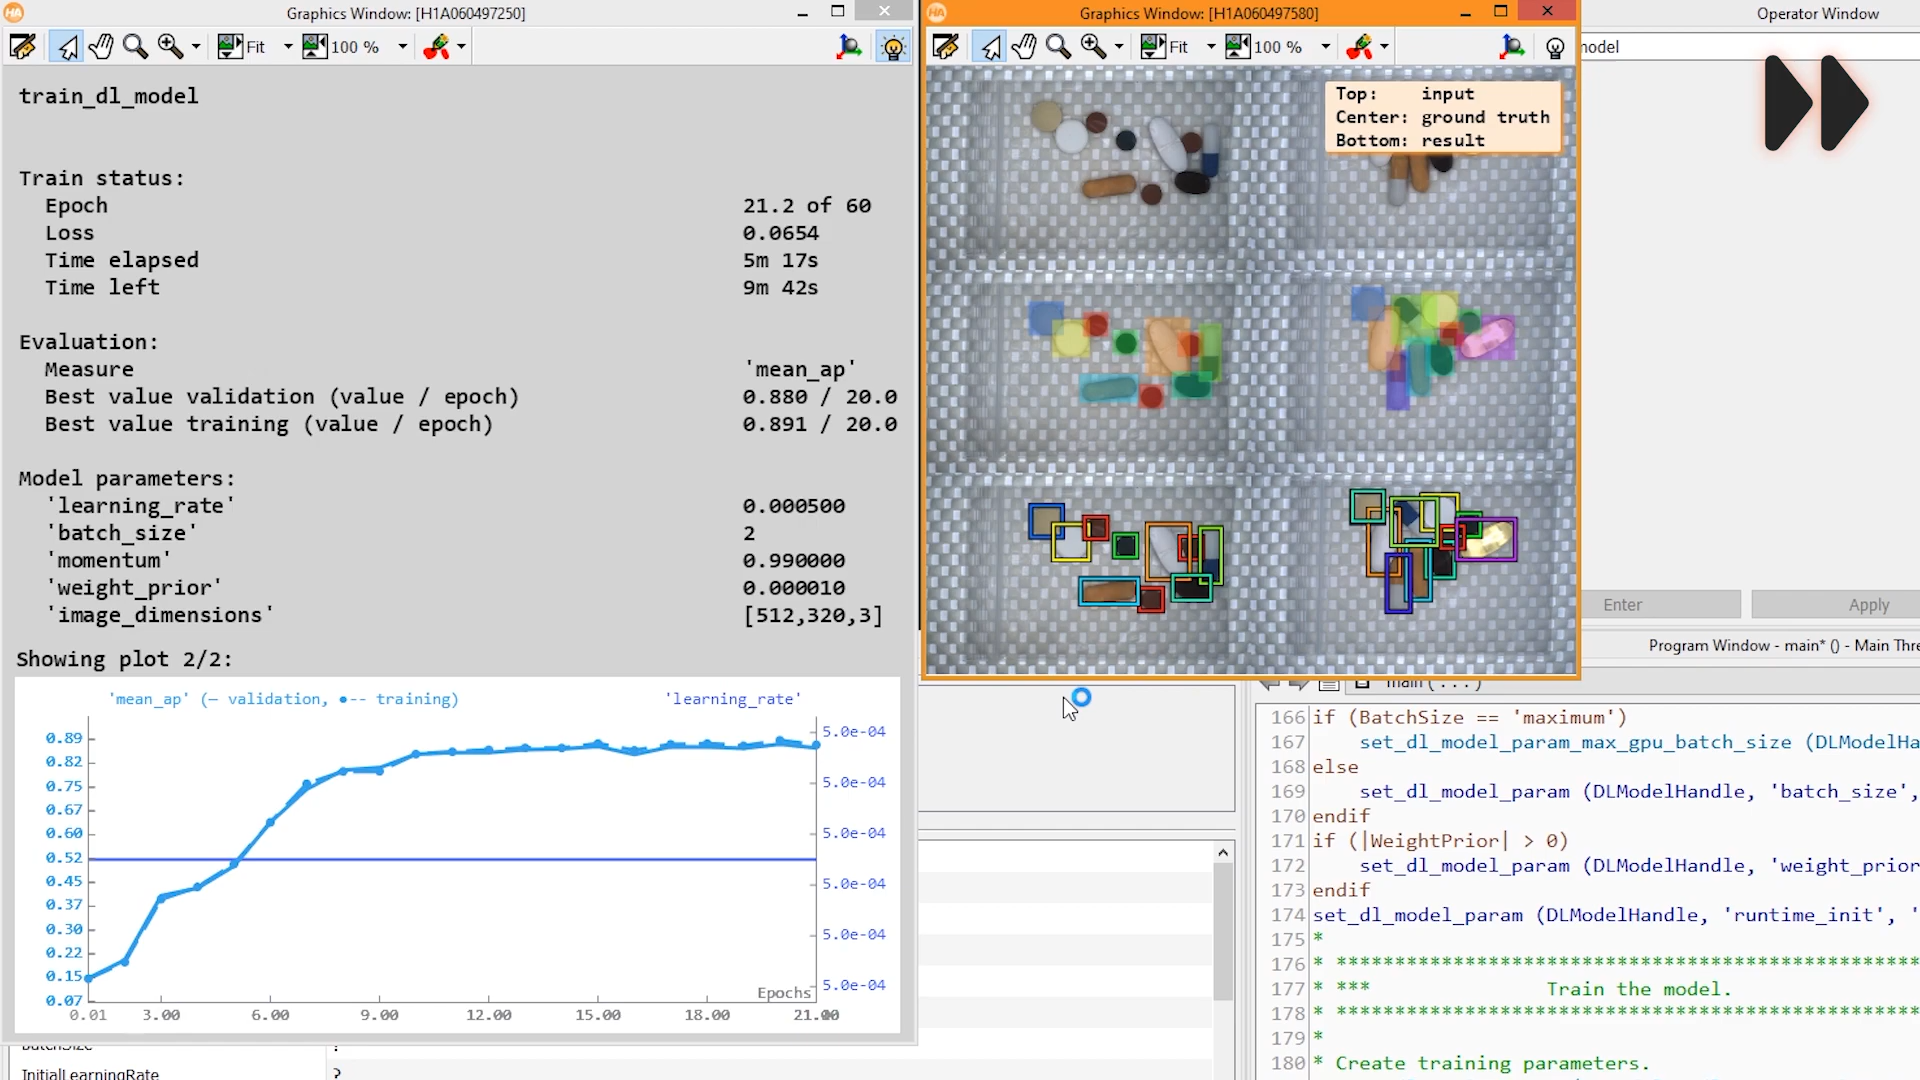 Graphics Window: [H1A060497250]
Fit
100 %
train_dl_model
Train status:
Epoch 21.2 of 60
Loss 0.0654
Time elapsed 5m 17s
Time left 9m 42s
Evaluation:
Measure 'mean_ap'
Best value validation (value / epoch) 0.880 / 20.0
Best value training (value / epoch) 0.891 / 20.0
Model parameters:
'learning_rate' 0.000500
'batch_size' 2
'momentum' 0.990000
'weight_prior' 0.000010
'image_dimensions' [512,320,3]
Showing plot 2/2:
'mean_ap' (— validation, ●-- training) 'learning_rate'
0.89
0.82
0.75
0.67
0.60
0.52
0.45
0.37
0.30
0.22
0.15
0.07
5.0e-04
5.0e-04
5.0e-04
5.0e-04
5.0e-04
5.0e-04
Epochs
0.01 3.00 6.00 9.00 12.00 15.00 18.00
InitialLearningRate ?
Graphics Window: [H1A060497580]
Fit
100 %
Top: input
Center: ground truth
Bottom: result
Operator Window
Enter
Apply
Program Window - main* () - Main Thre
main ( . . . )
166 if (BatchSize == 'maximum')
167 set_dl_model_param_max_gpu_batch_size (DLModelHa
168 else
169 set_dl_model_param (DLModelHandle, 'batch_size',
170 endif
171 if (|WeightPrior| > 0)
172 set_dl_model_param (DLModelHandle, 'weight_prior
173 endif
174 set_dl_model_param (DLModelHandle, 'runtime_init', '
175 *
176 * *****************************************
177 * *** Train the model.
178 * *****************************************
179 *
180 * Create training parameters.